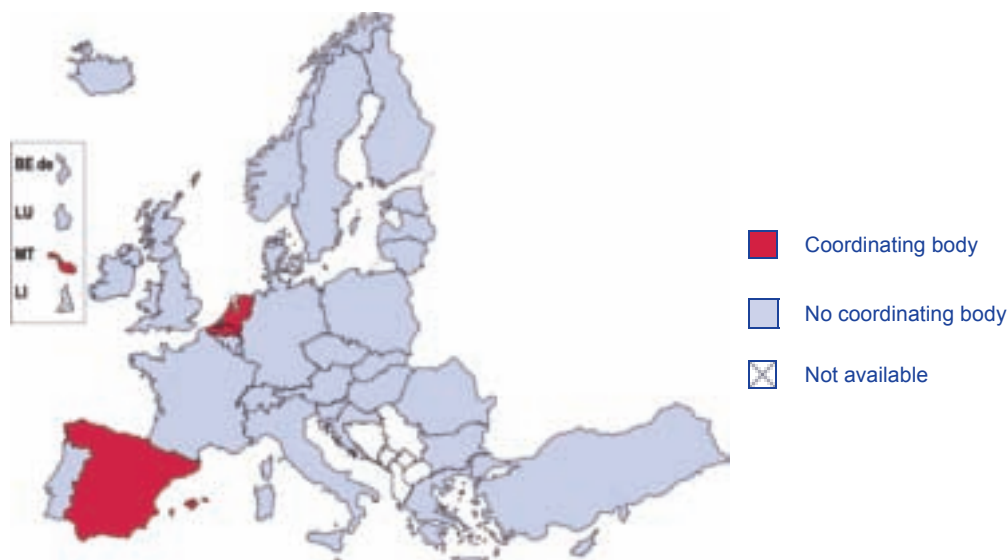 BE de
LU
MT
LI
Coordinating body
No coordinating body
Not available